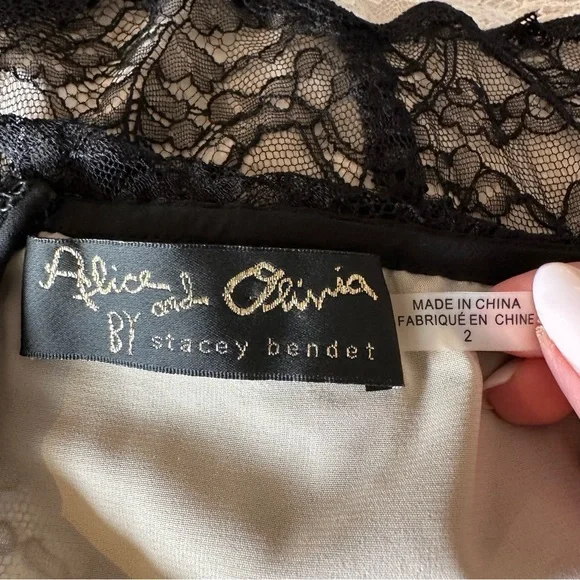 Alice and Olivia
BY stacey bendet
MADE IN CHINA
FABRIQUÉ EN CHINE
2